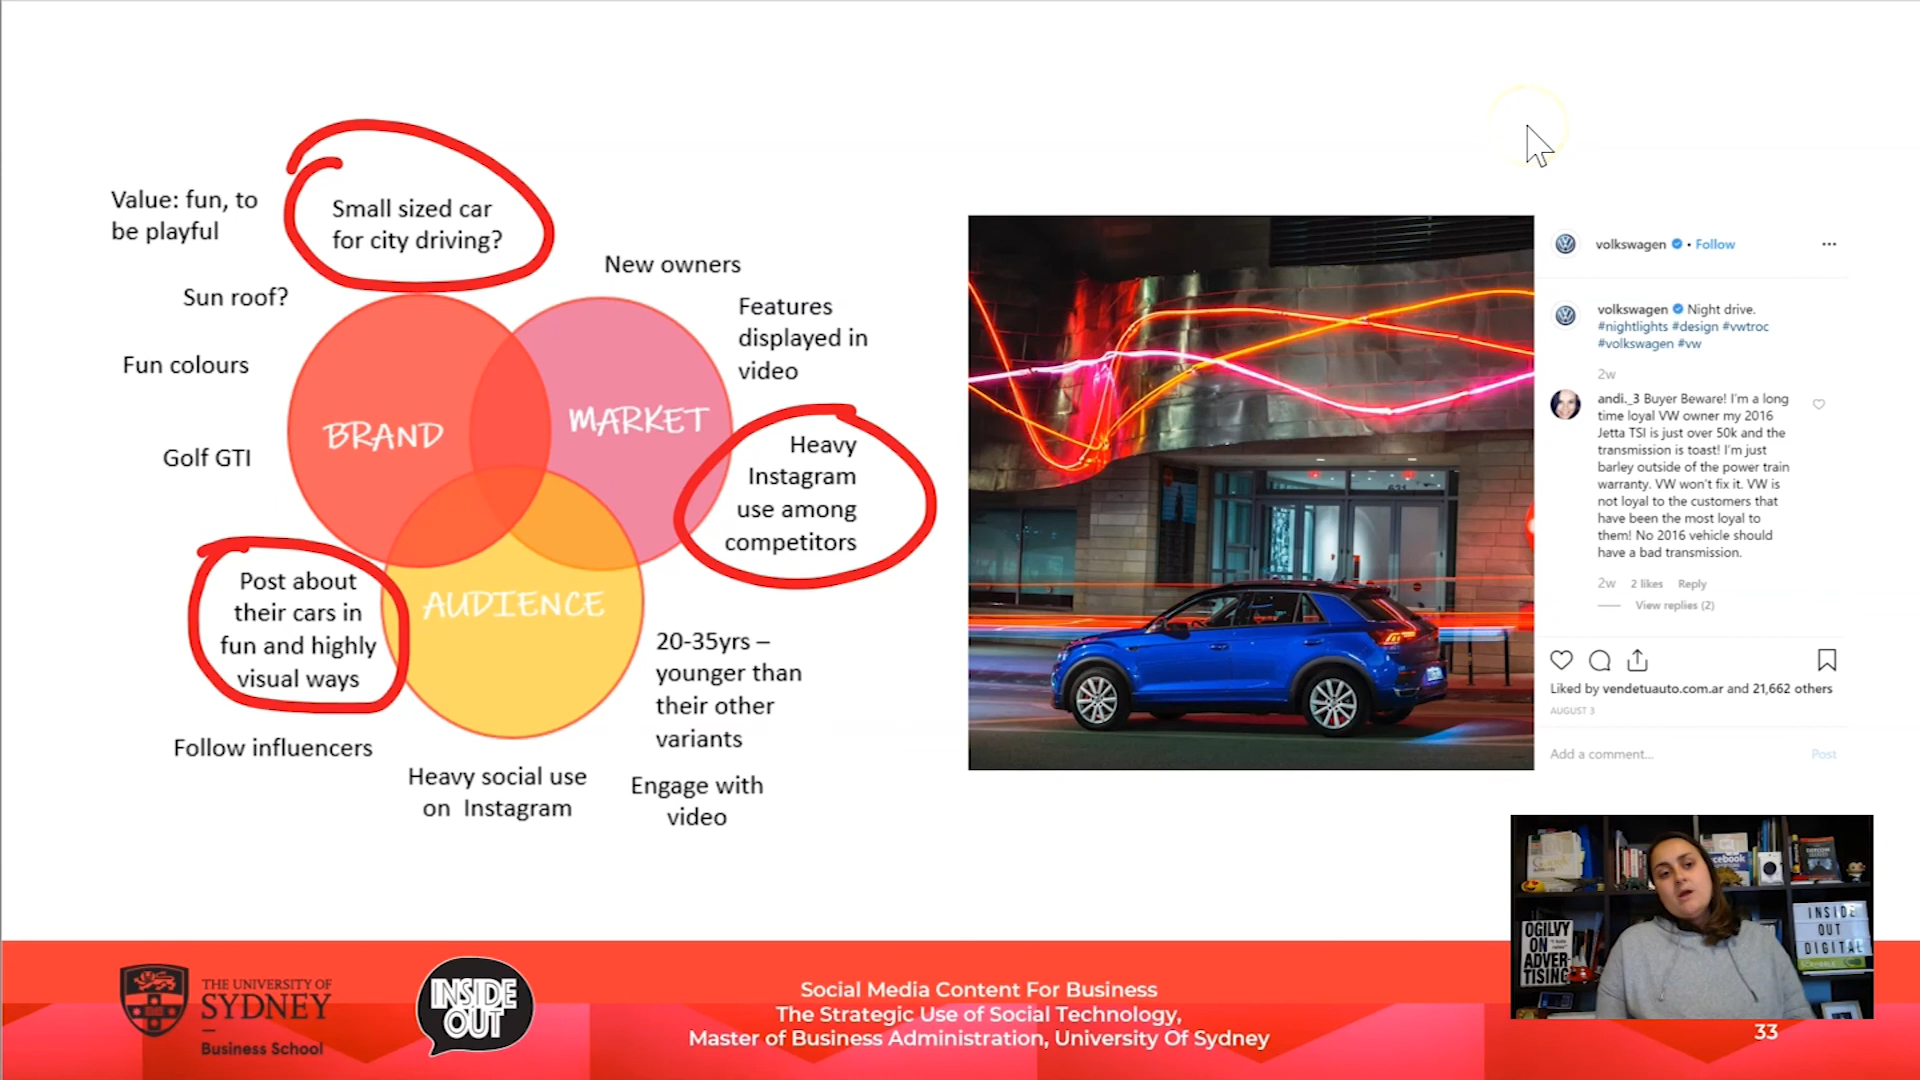 Value: fun, to
be playful
Small sized car
for city driving?
Sun roof?
Fun colours
Golf GTI
New owners
Features
displayed in
video
BRAND
MARKET
AUDIENCE
Heavy
Instagram
use among
competitors
Post about
their cars in
fun and highly
visual ways
Follow influencers
Heavy social use
on Instagram
20-35yrs –
younger than
their other
variants
Engage with
video
621
volkswagen • Follow
volkswagen Night drive.
#nightlights #design #vwtroc
#volkswagen #vw
2w
andi._3 Buyer Beware! I'm a long
time loyal VW owner my 2016
Jetta TSI is just over 50k and the
transmission is toast! I'm just
barley outside of the power train
warranty. VW won't fix it. VW is
not loyal to the customers that
have been the most loyal to
them! No 2016 vehicle should
have a bad transmission.
2w 2 likes Reply
View replies (2)
Liked by vendetuauto.com.ar and 21,662 others
AUGUST 3
Add a comment... Post
facebook
OGILVY
ON
ADVER-
TISING
INSIDE
OUT
DIGITAL
THE UNIVERSITY OF
SYDNEY
Business School
INSIDE
OUT
Social Media Content For Business
The Strategic Use of Social Technology,
Master of Business Administration, University Of Sydney
33